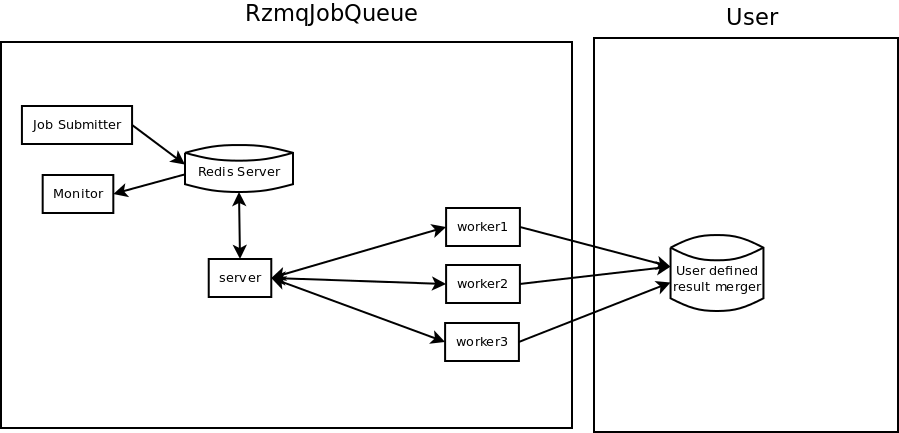 RzmqJobQueue
User
Job Submitter
Redis Server
Monitor
worker1
server
worker2
worker3
User defined
result merger